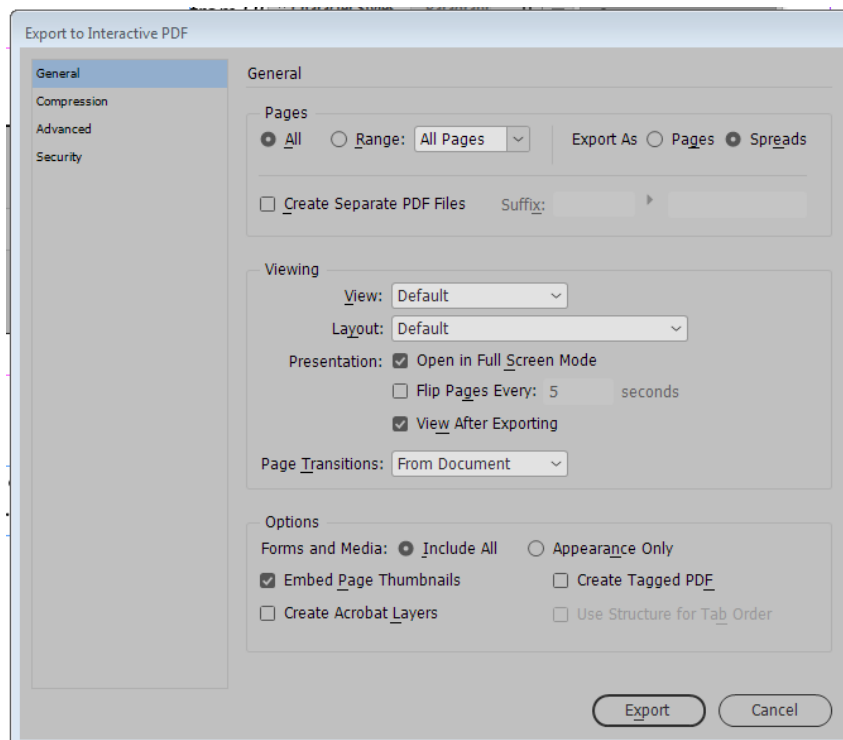 Export to Interactive PDF
General
Compression
Advanced
Security
General
Pages
All Range: All Pages Export As Pages Spreads
Create Separate PDF Files Suffix:
Viewing
View: Default
Layout: Default
Presentation: Open in Full Screen Mode
Flip Pages Every: 5 seconds
View After Exporting
Page Transitions: From Document
Options
Forms and Media: Include All Appearance Only
Embed Page Thumbnails Create Tagged PDF
Create Acrobat Layers Use Structure for Tab Order
Export Cancel